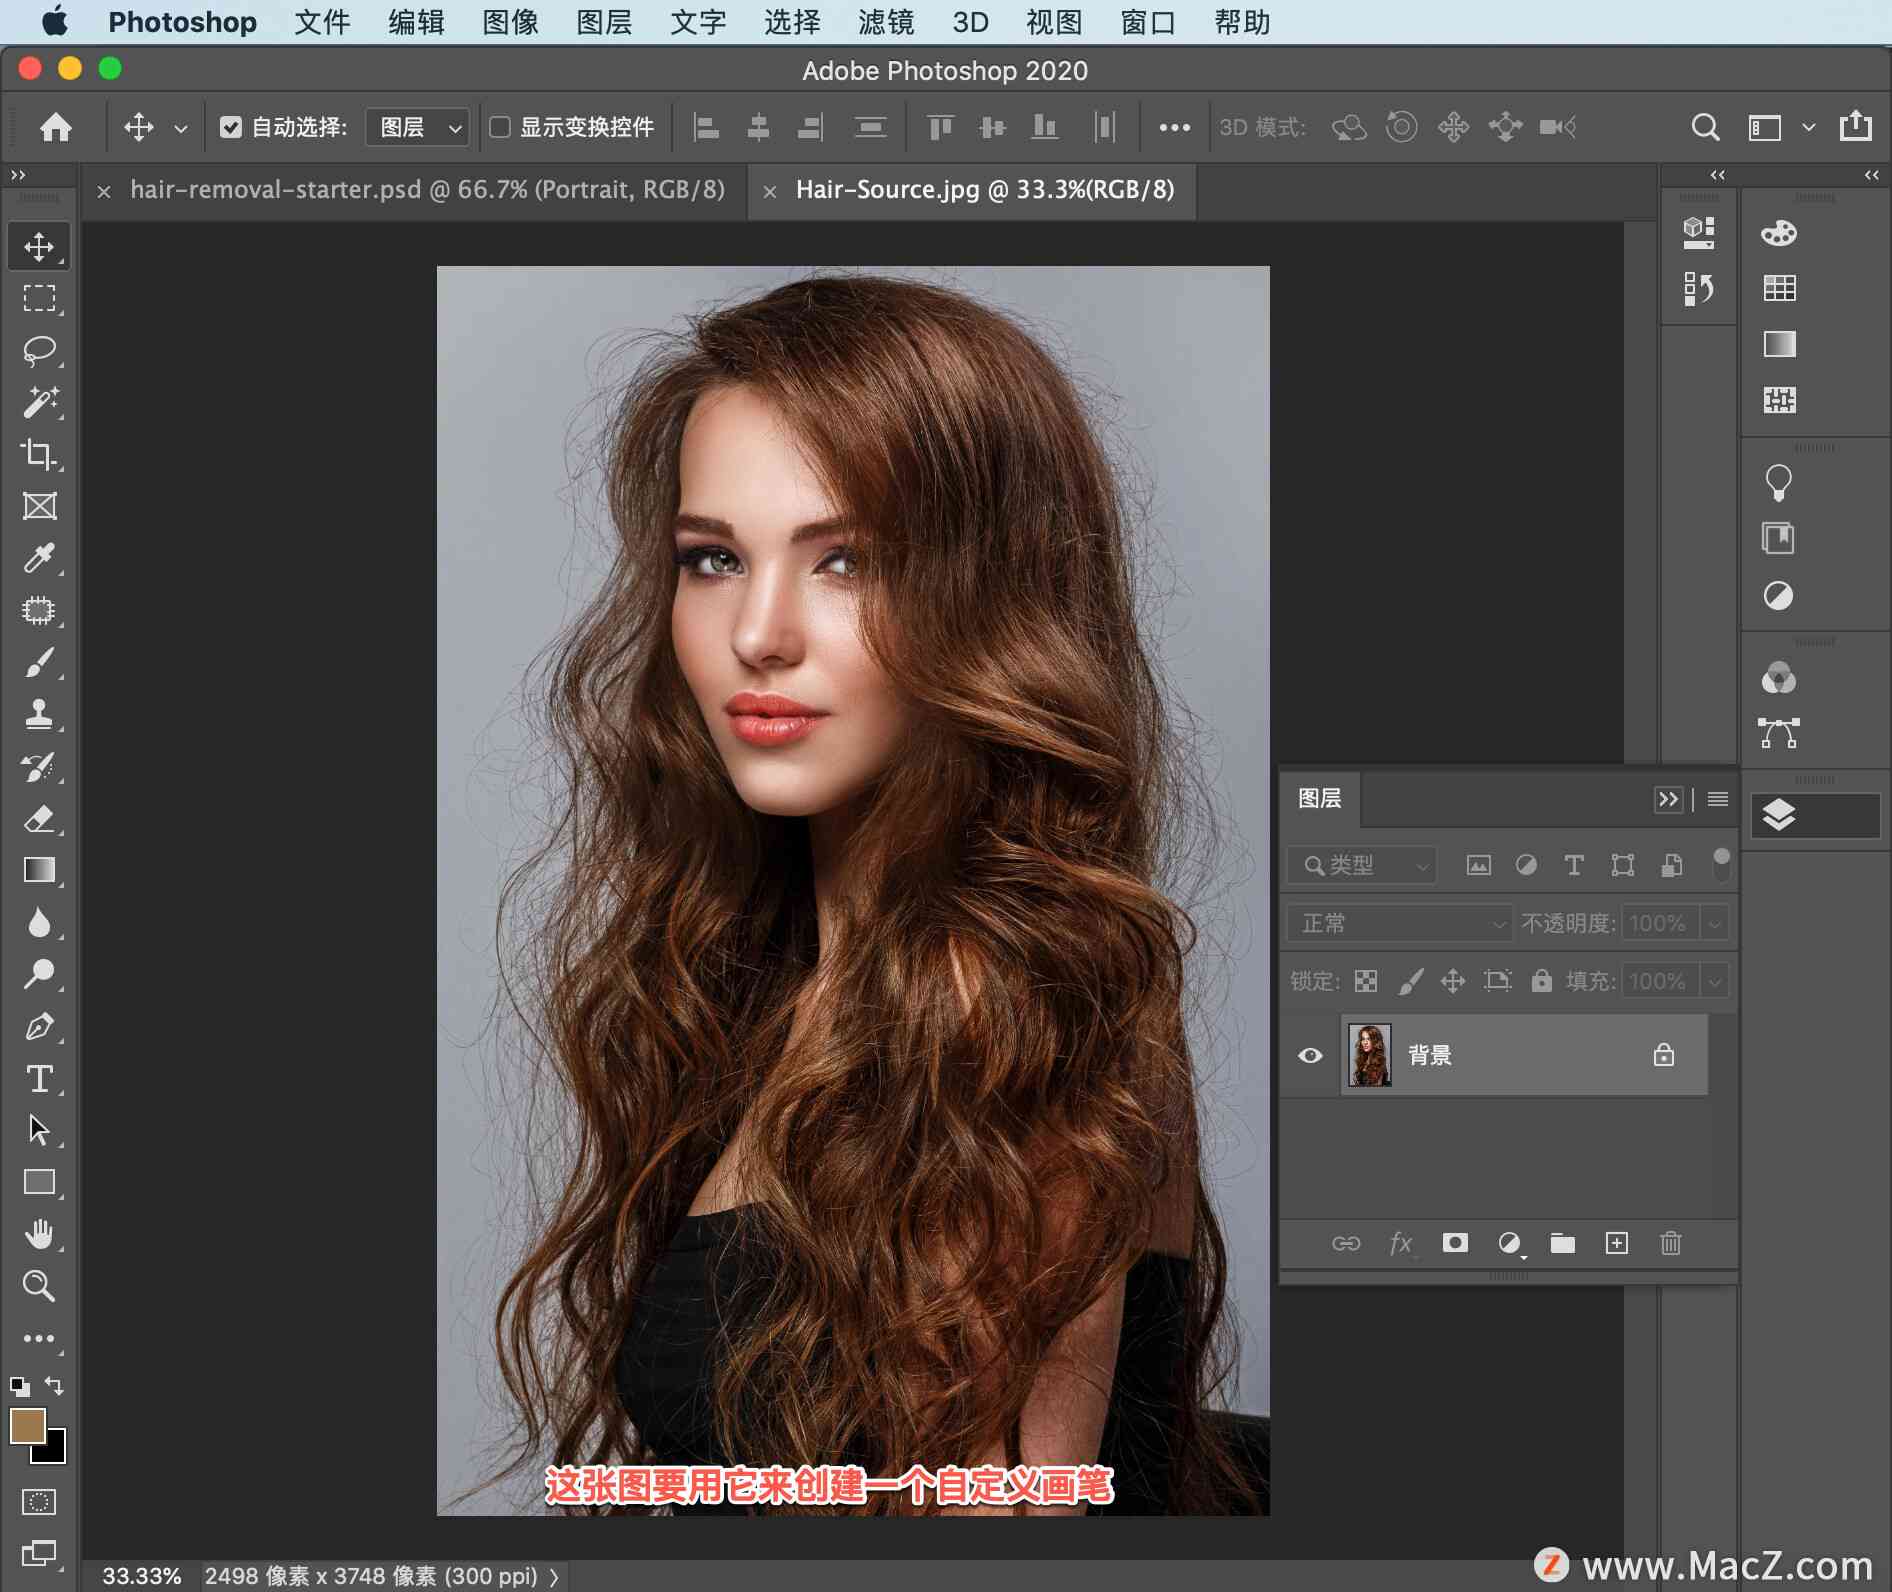 Photoshop 文件 编辑 图像 图层 文字 选择 滤镜 3D 视图 窗口 帮助
Adobe Photoshop 2020
自动选择: 图层 显示变换控件 3D 模式:
hair-removal-starter.psd @ 66.7% (Portrait, RGB/8) Hair-Source.jpg @ 33.3%(RGB/8)
图层
类型
正常 不透明度: 100%
锁定: 填充: 100%
背景
fx
这张图要用它来创建一个自定义画笔
33.33% 2498 像素 x 3748 像素 (300 ppi)
Z www.MacZ.com